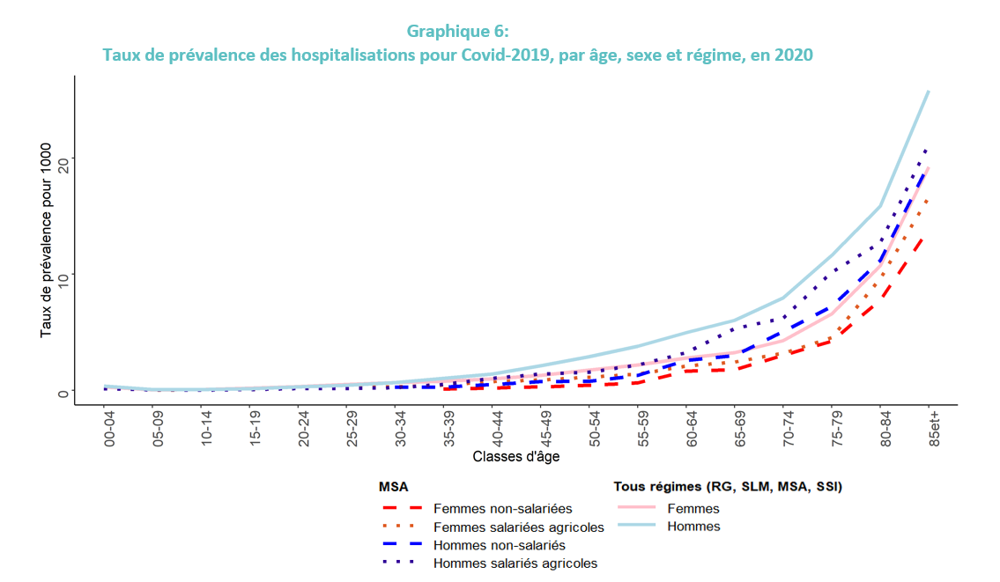 Graphique 6:
Taux de prévalence des hospitalisations pour Covid-2019, par âge, sexe et régime, en 2020
Taux de prévalence pour 1000
20
10
0
00-04
05-09
10-14
15-19
20-24
25-29
30-34
35-39
40-44
45-49
50-54
55-59
60-64
65-69
70-74
75-79
80-84
85et+
Classes d'âge
MSA
Femmes non-salariées
Femmes salariées agricoles
Hommes non-salariés
Hommes salariés agricoles
Tous régimes (RG, SLM, MSA, SSI)
Femmes
Hommes